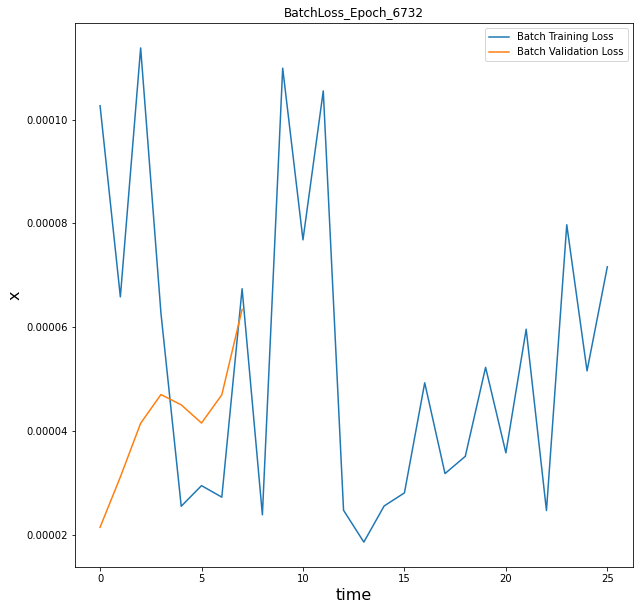 BatchLoss_Epoch_6732
Batch Training Loss
Batch Validation Loss
0.00010
0.00008
0.00006
0.00004
0.00002
x
0 5 10 15 20 25
time